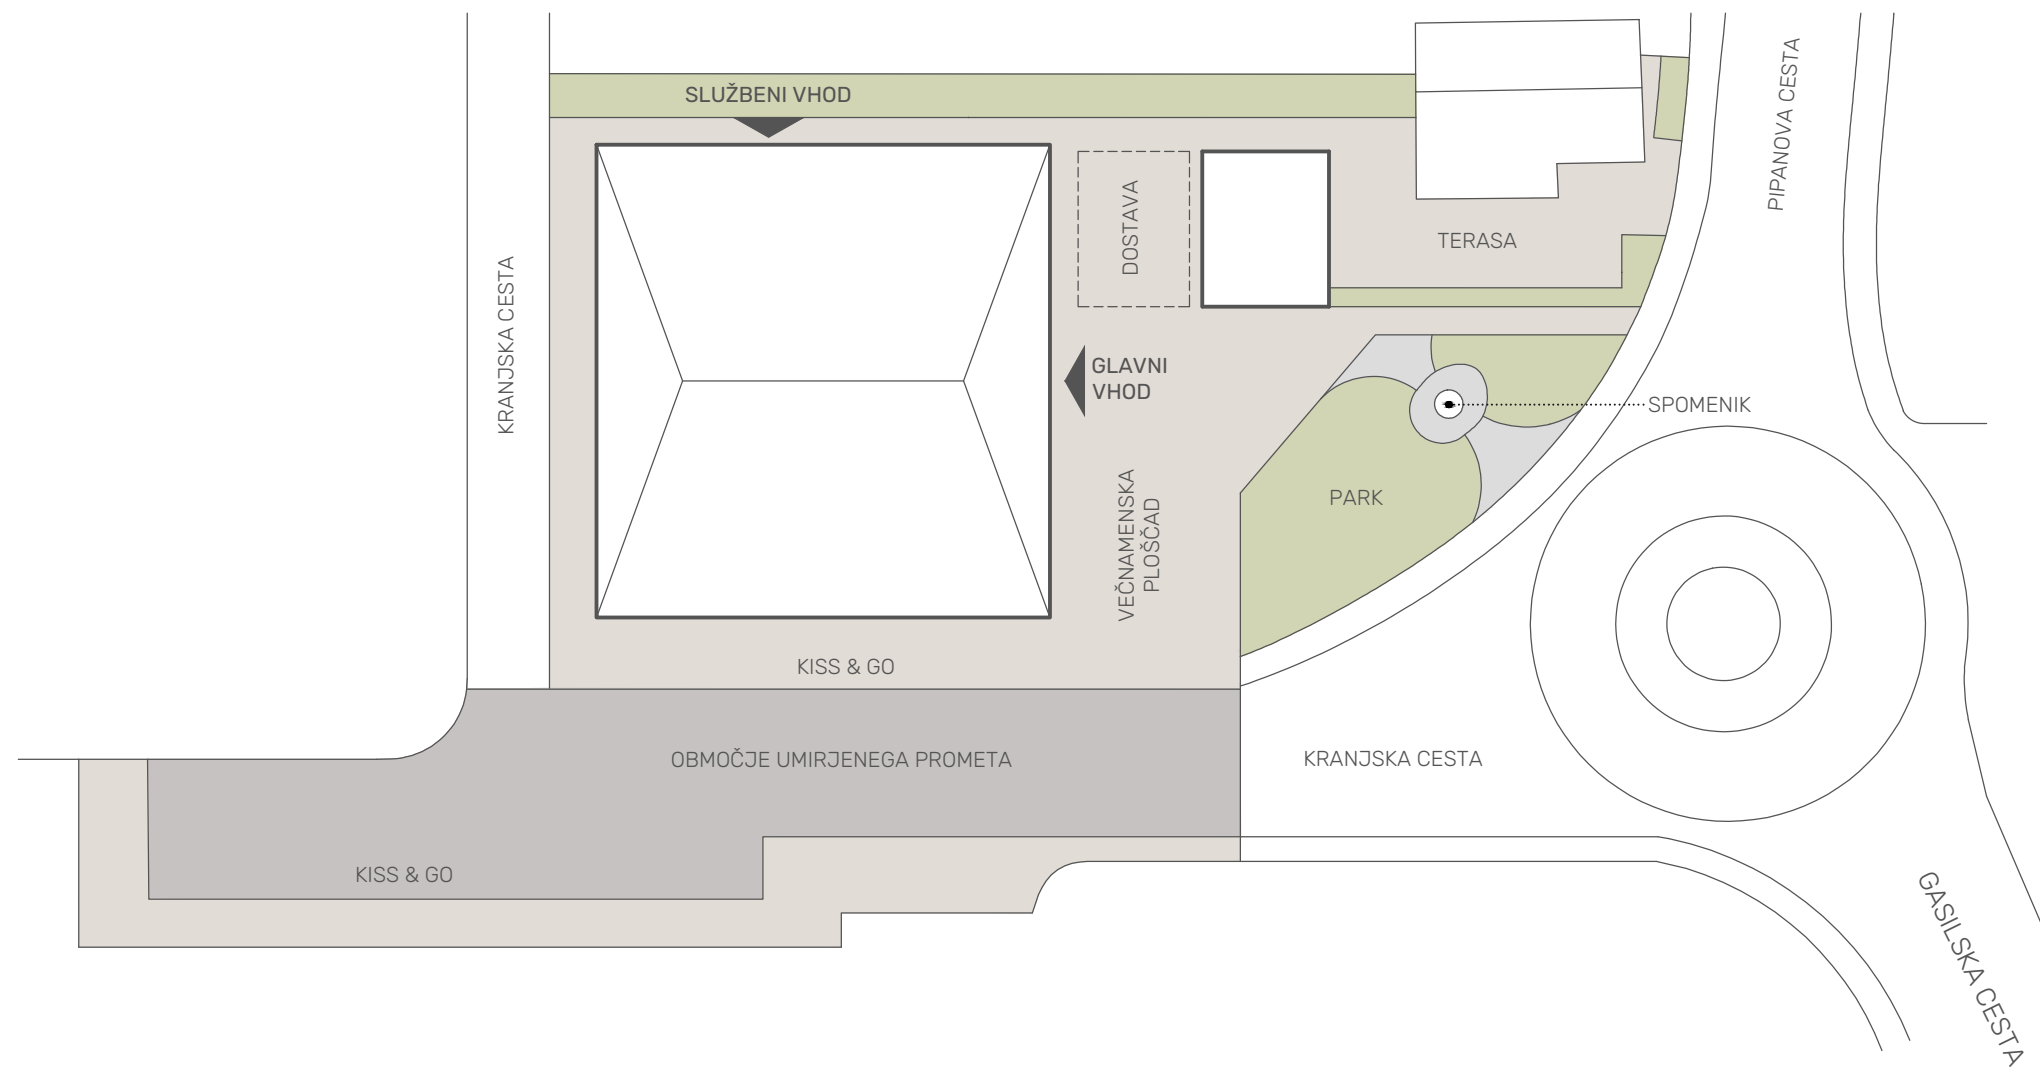 SLUŽBENI VHOD
PIPANOVA CESTA
DOSTAVA
TERASA
KRANJSKA CESTA
GLAVNI
VHOD
SPOMENIK
PARK
VEČNAMENSKA
PLOŠČAD
KISS & GO
OBMOČJE UMIRJENEGA PROMETA
KRANJSKA CESTA
KISS & GO
GASILSKA CESTA